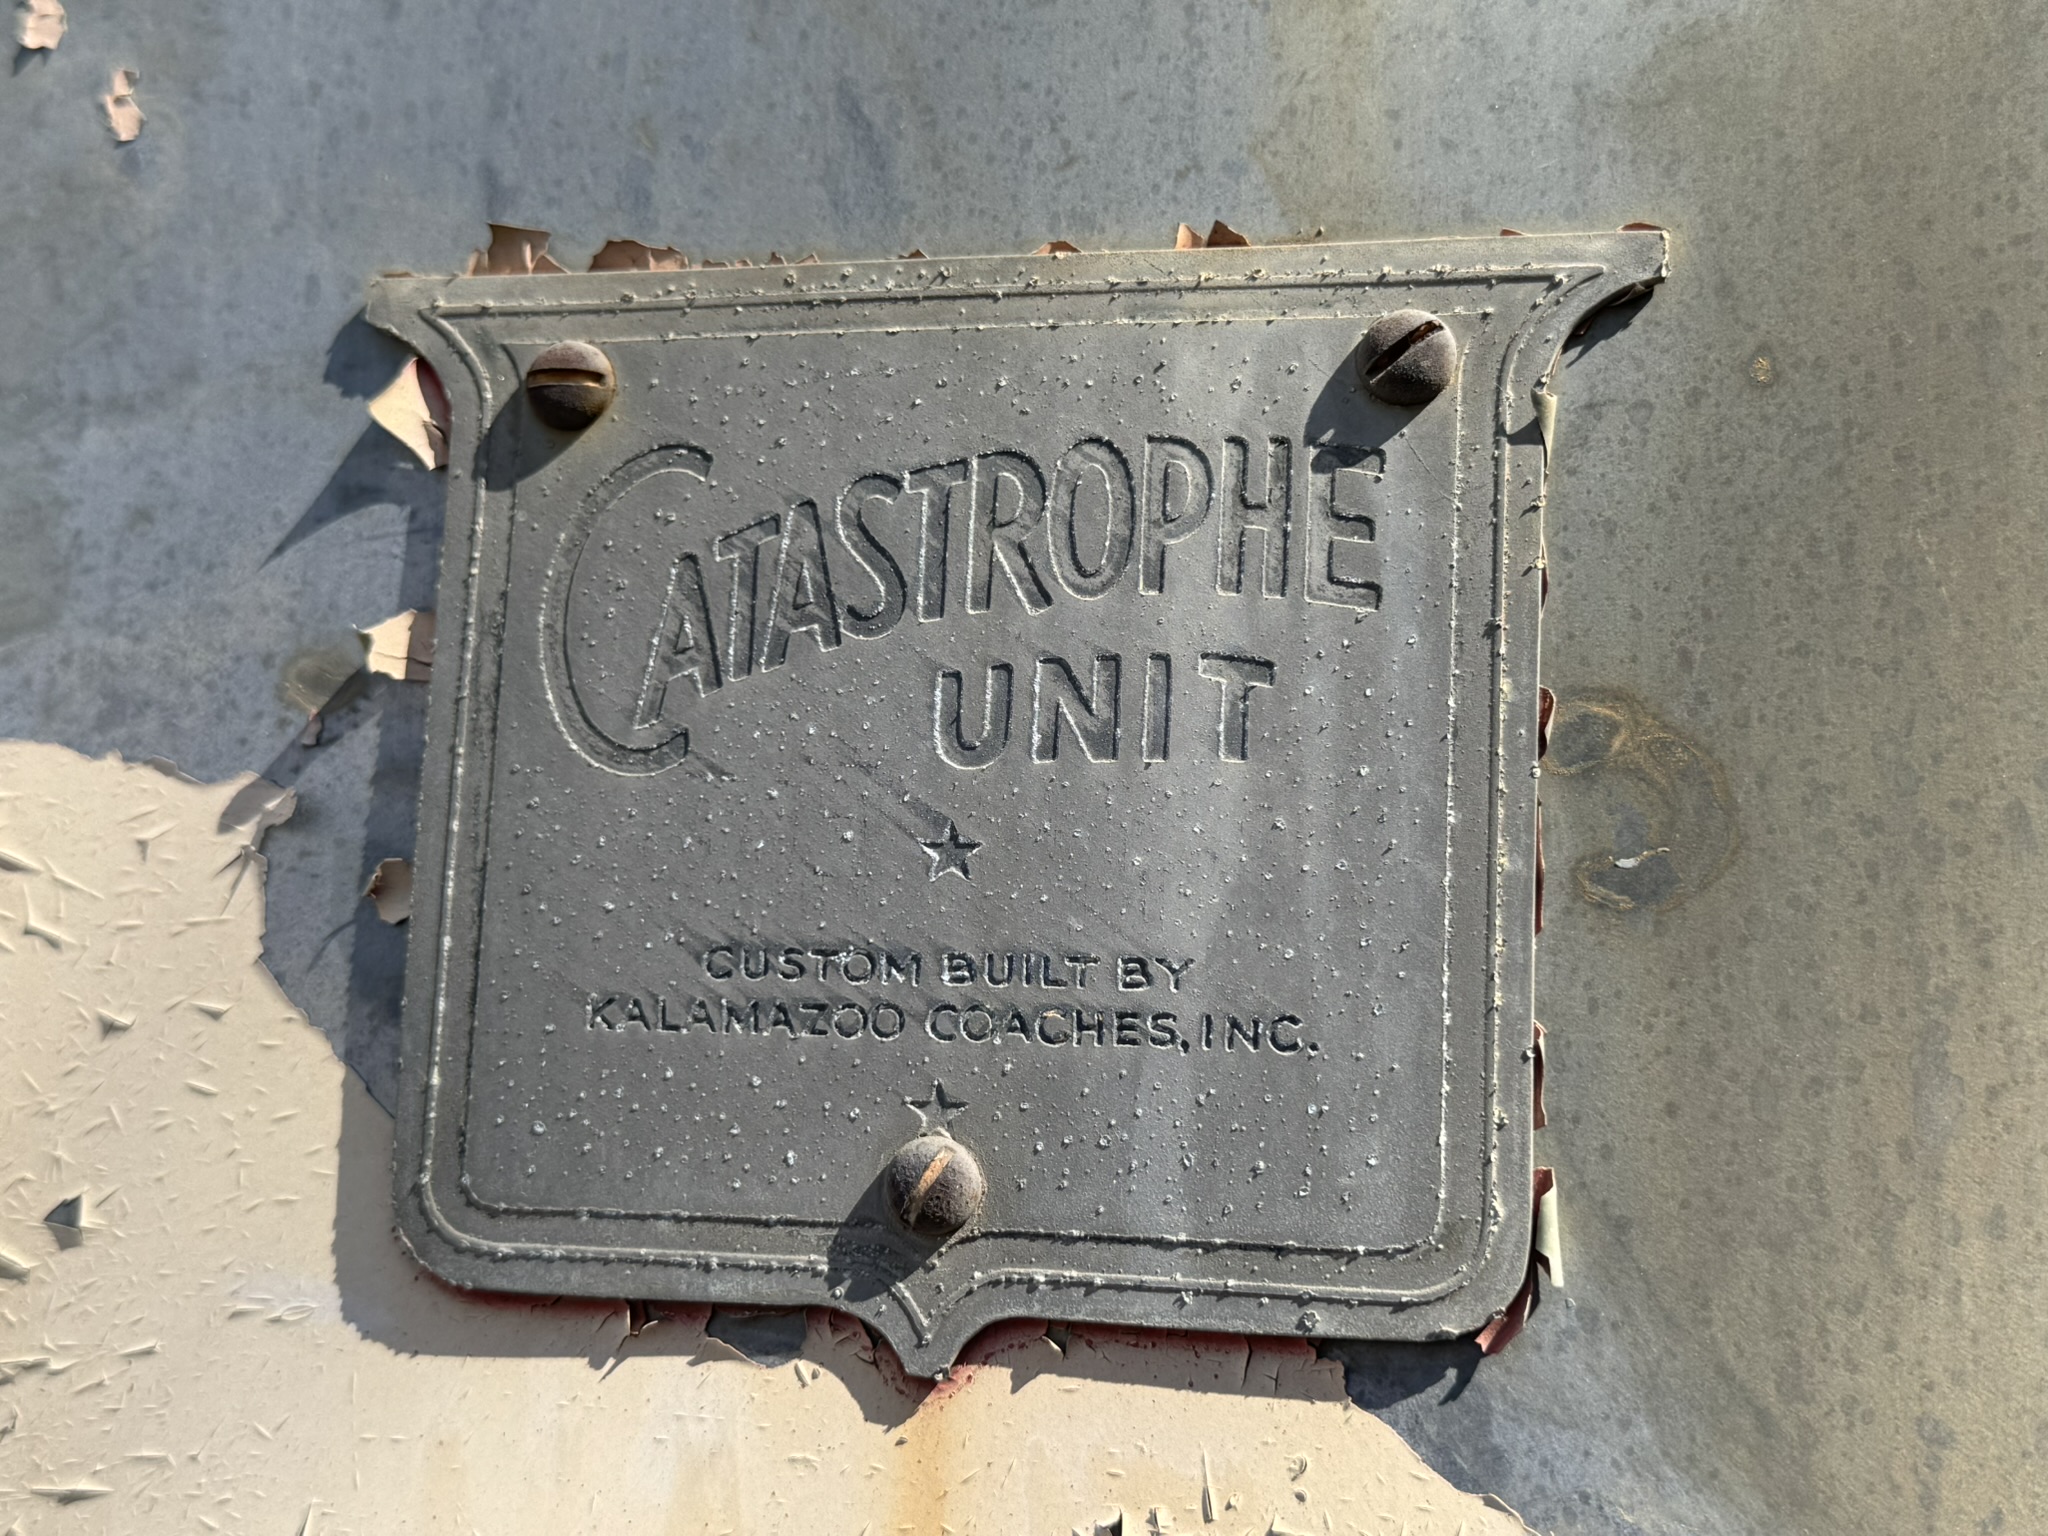 CATASTROPHE
UNIT
CUSTOM BUILT BY
KALAMAZOO COACHES, INC.